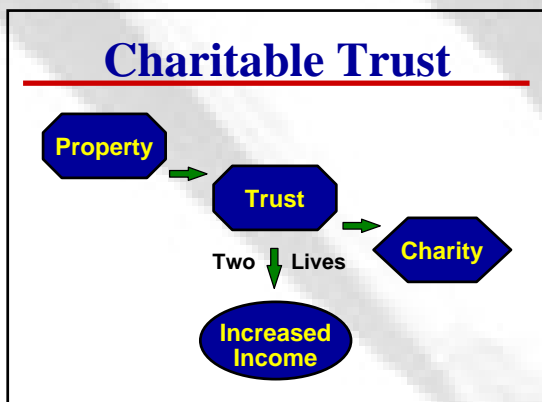 Charitable Trust
Property
Trust
Charity
Two Lives
Increased
Income